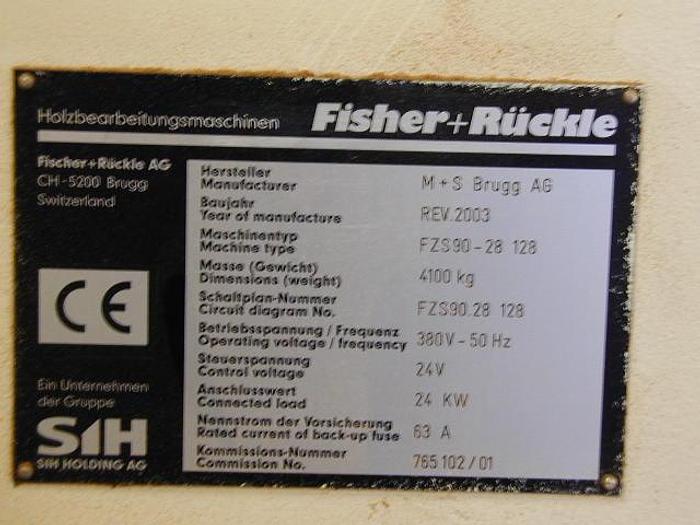 Holzbearbeitungsmaschinen Fisher+Rückle
Fischer+Rückle AG
CH-5200 Brugg
Switzerland
CE
Ein Unternehmen
der Gruppe
SIH
SIH HOLDING AG
Hersteller
Manufacturer M+S Brugg AG
Baujahr
Year of manufacture REV.2003
Maschinentyp
Machine type FZS90-28 128
Masse (Gewicht)
Dimensions (weight) 4100 kg
Schaltplan-Nummer
Circuit diagram No. FZS90.28 128
Betriebsspannung / Frequenz
Operating voltage / frequency 380V-50 Hz
Steuerspannung
Control voltage 24V
Anschlusswert
Connected load 24 KW
Nennstrom der Vorsicherung
Rated current of back-up fuse 63 A
Kommissions-Nummer
Commission No. 765102/01